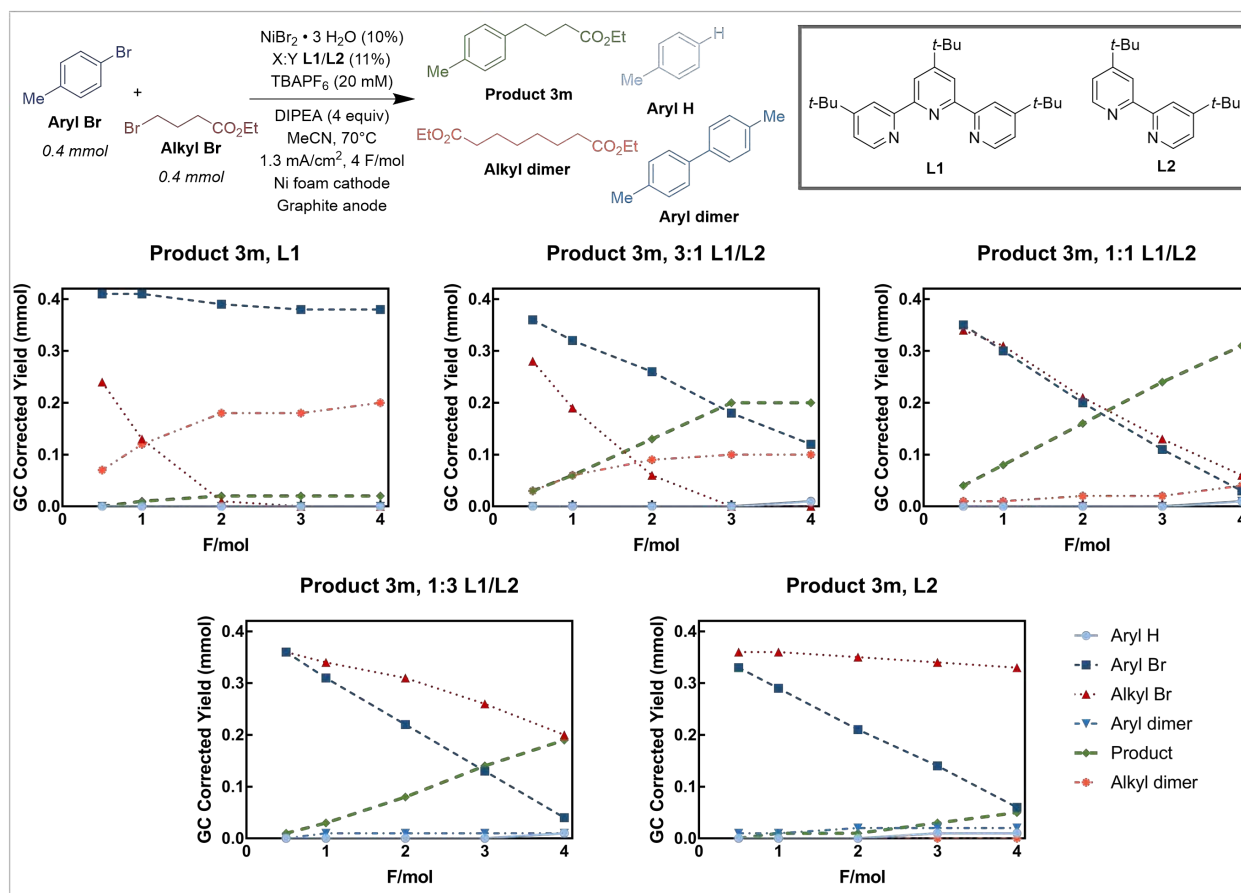 NiBr₂ • 3 H₂O (10%)
X:Y L1/L2 (11%)
TBAPF₆ (20 mM)
DIPEA (4 equiv)
MeCN, 70°C
1.3 mA/cm², 4 F/mol
Ni foam cathode
Graphite anode
Br
Me
Aryl Br
0.4 mmol
+
Br
CO₂Et
Alkyl Br
0.4 mmol
CO₂Et
Me
Product 3m
H
Me
Aryl H
EtO₂C
CO₂Et
Alkyl dimer
Me
Me
Aryl dimer
t-Bu
t-Bu
t-Bu
N
N
N
L1
t-Bu
t-Bu
N
N
L2
Product 3m, L1
GC Corrected Yield (mmol)
0.4
0.3
0.2
0.1
0.0
0 1 2 3 4
F/mol
Product 3m, 3:1 L1/L2
GC Corrected Yield (mmol)
0.4
0.3
0.2
0.1
0.0
0 1 2 3 4
F/mol
Product 3m, 1:1 L1/L2
GC Corrected Yield (mmol)
0.4
0.3
0.2
0.1
0.0
0 1 2 3 4
F/mol
Product 3m, 1:3 L1/L2
GC Corrected Yield (mmol)
0.4
0.3
0.2
0.1
0.0
0 1 2 3 4
F/mol
Product 3m, L2
GC Corrected Yield (mmol)
0.4
0.3
0.2
0.1
0.0
0 1 2 3 4
F/mol
Aryl H
Aryl Br
Alkyl Br
Aryl dimer
Product
Alkyl dimer